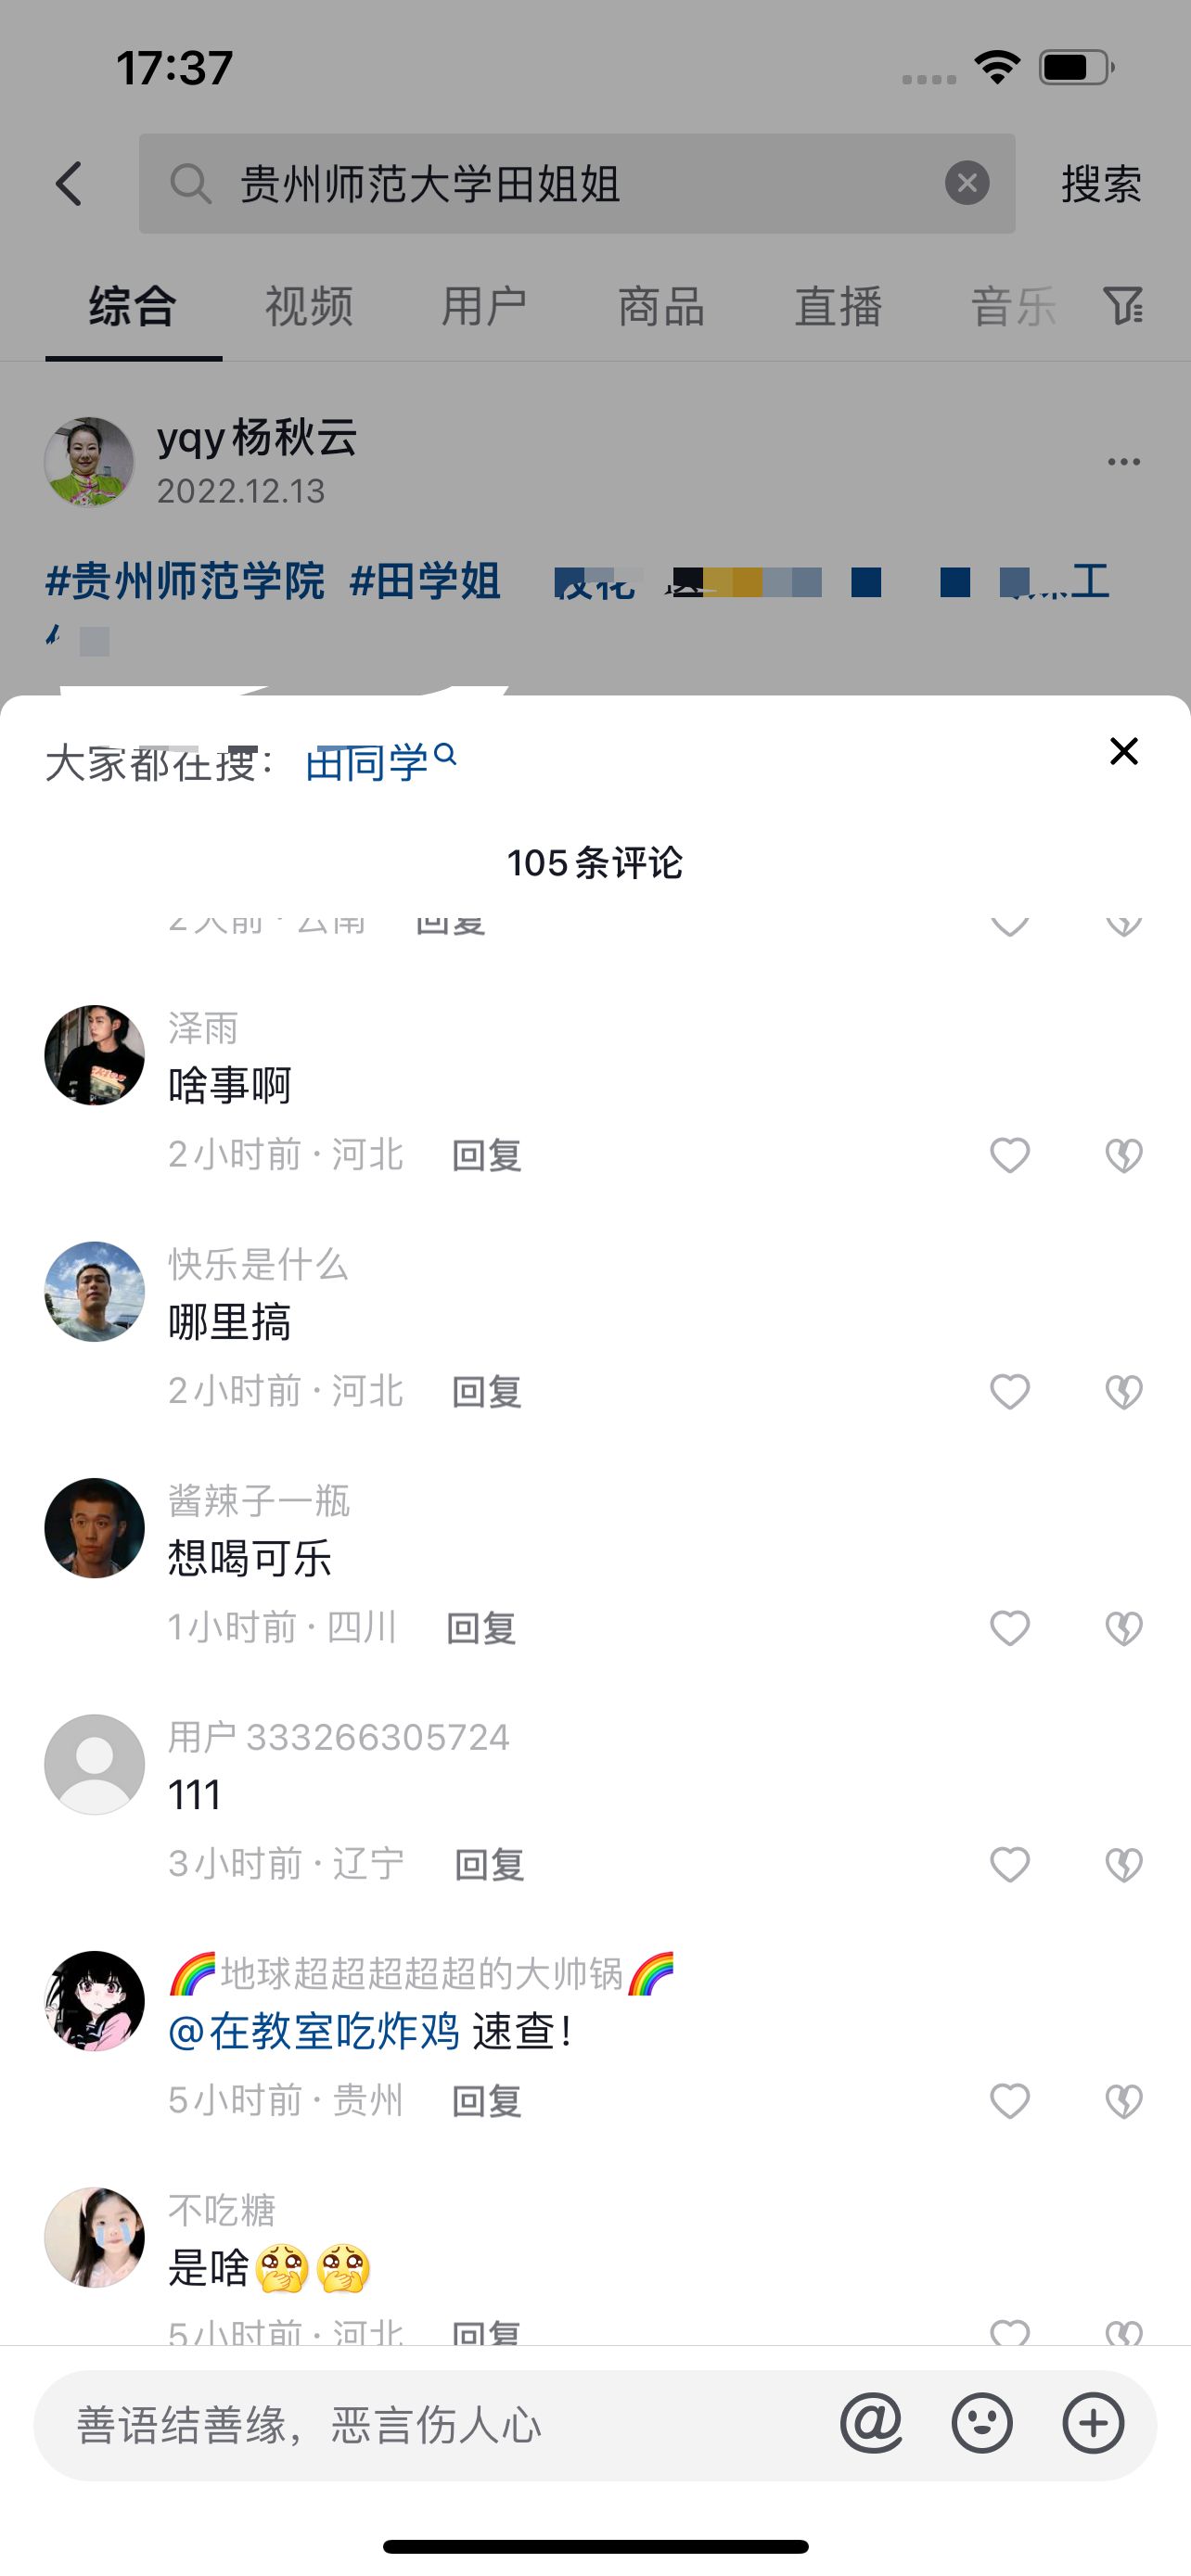 17:37
贵州师范大学田姐姐
搜索
综合 视频 用户 商品 直播 音乐
yqy杨秋云
2022.12.13
#贵州师范学院 #田学姐
工
大家都在搜： 田同学
105条评论
2天前·云南 回复
泽雨
啥事啊
2小时前·河北 回复
快乐是什么
哪里搞
2小时前·河北 回复
酱辣子一瓶
想喝可乐
1小时前·四川 回复
用户333266305724
111
3小时前·辽宁 回复
🌈地球超超超超超的大帅锅🌈
@在教室吃炸鸡 速查！
5小时前·贵州 回复
不吃糖
是啥🥺🥺
5小时前·河北 回复
善语结善缘，恶言伤人心